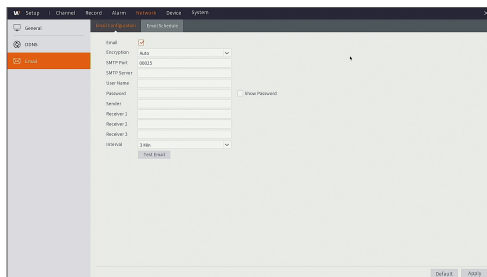 W Setup Channel Record Alarm Network Device System
General
DDNS
Email
Email Configuration Email Schedule
Email
Encryption Auto
SMTP Port 00025
SMTP Server
User Name
Password Show Password
Sender
Receiver 1
Receiver 2
Receiver 3
Interval 3 Min
Test Email
Default Apply